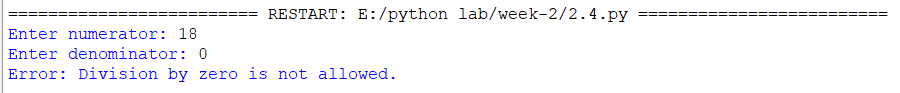 ========================= RESTART: E:/python lab/week-2/2.4.py =========================
Enter numerator: 18
Enter denominator: 0
Error: Division by zero is not allowed.